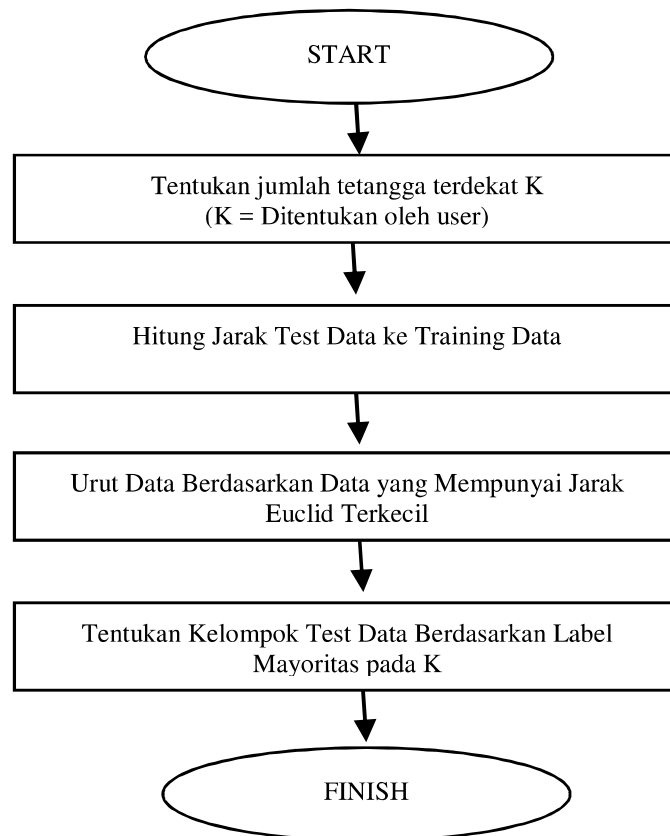 START
Tentukan jumlah tetangga terdekat K
(K = Ditentukan oleh user)
Hitung Jarak Test Data ke Training Data
Urut Data Berdasarkan Data yang Mempunyai Jarak
Euclid Terkecil
Tentukan Kelompok Test Data Berdasarkan Label
Mayoritas pada K
FINISH